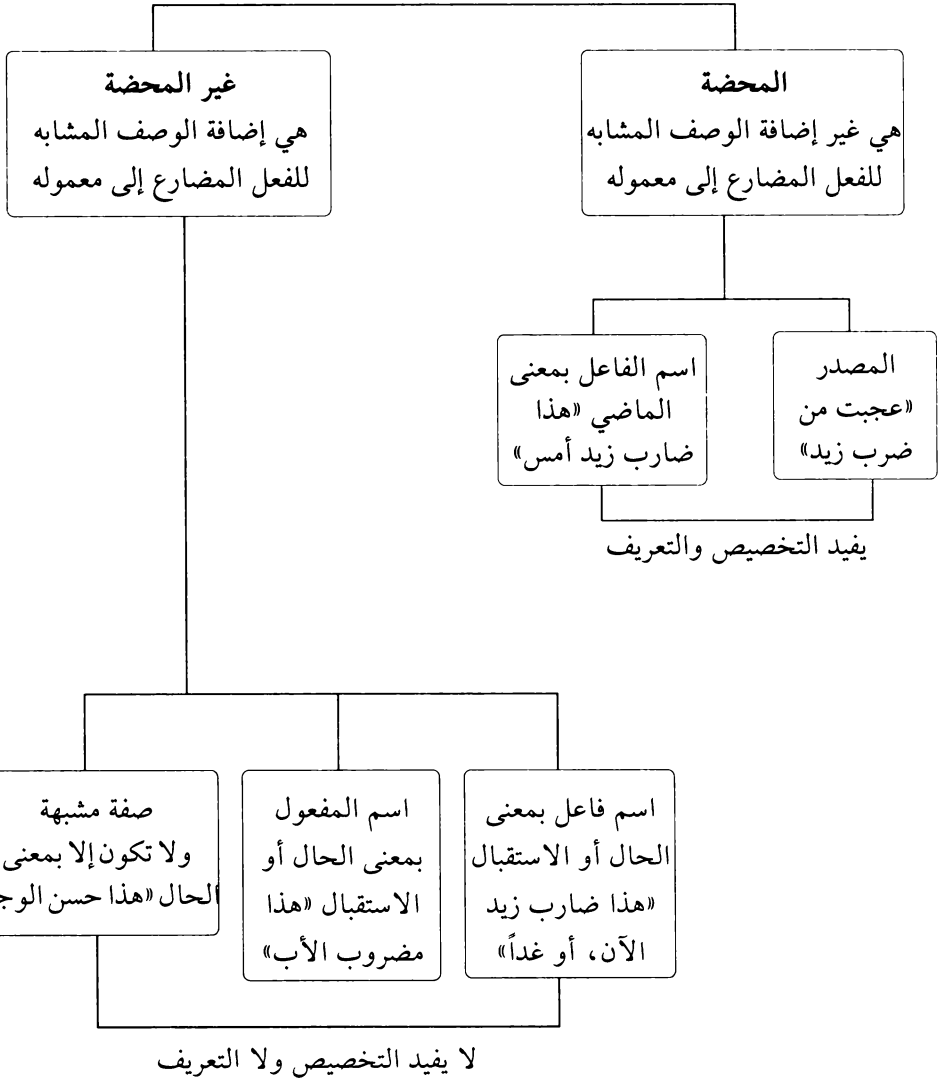 المحضة
هي غير إضافة الوصف المشابه
للفعل المضارع إلى معموله
غير المحضة
هي إضافة الوصف المشابه
للفعل المضارع إلى معموله
المصدر
«عجبت من
ضرب زيد»
اسم الفاعل بمعنى
الماضي «هذا
ضارب زيد أمس»
يفيد التخصيص والتعريف
اسم فاعل بمعنى
الحال أو الاستقبال
«هذا ضارب زيد
الآن، أو غداً»
اسم المفعول
بمعنى الحال أو
الاستقبال «هذا
مضروب الأب»
صفة مشبهة
ولا تكون إلا بمعنى
الحال «هذا حسن
لا يفيد التخصيص ولا التعريف